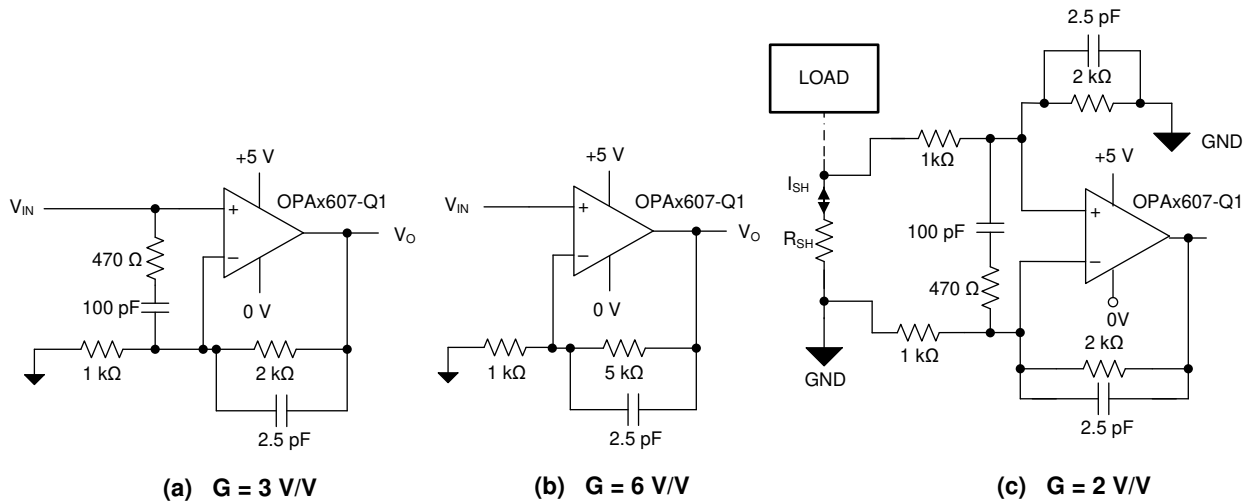 +5 V
OPAx607-Q1
V_IN
+
−
V_O
470 Ω
100 pF
0 V
1 kΩ
2 kΩ
2.5 pF
(a) G = 3 V/V
+5 V
OPAx607-Q1
V_IN
+
−
V_O
0 V
1 kΩ
5 kΩ
2.5 pF
(b) G = 6 V/V
2.5 pF
LOAD
2 kΩ
GND
1kΩ
+5 V
I_SH
OPAx607-Q1
+
−
R_SH
100 pF
470 Ω
0V
1 kΩ
2 kΩ
GND
2.5 pF
(c) G = 2 V/V